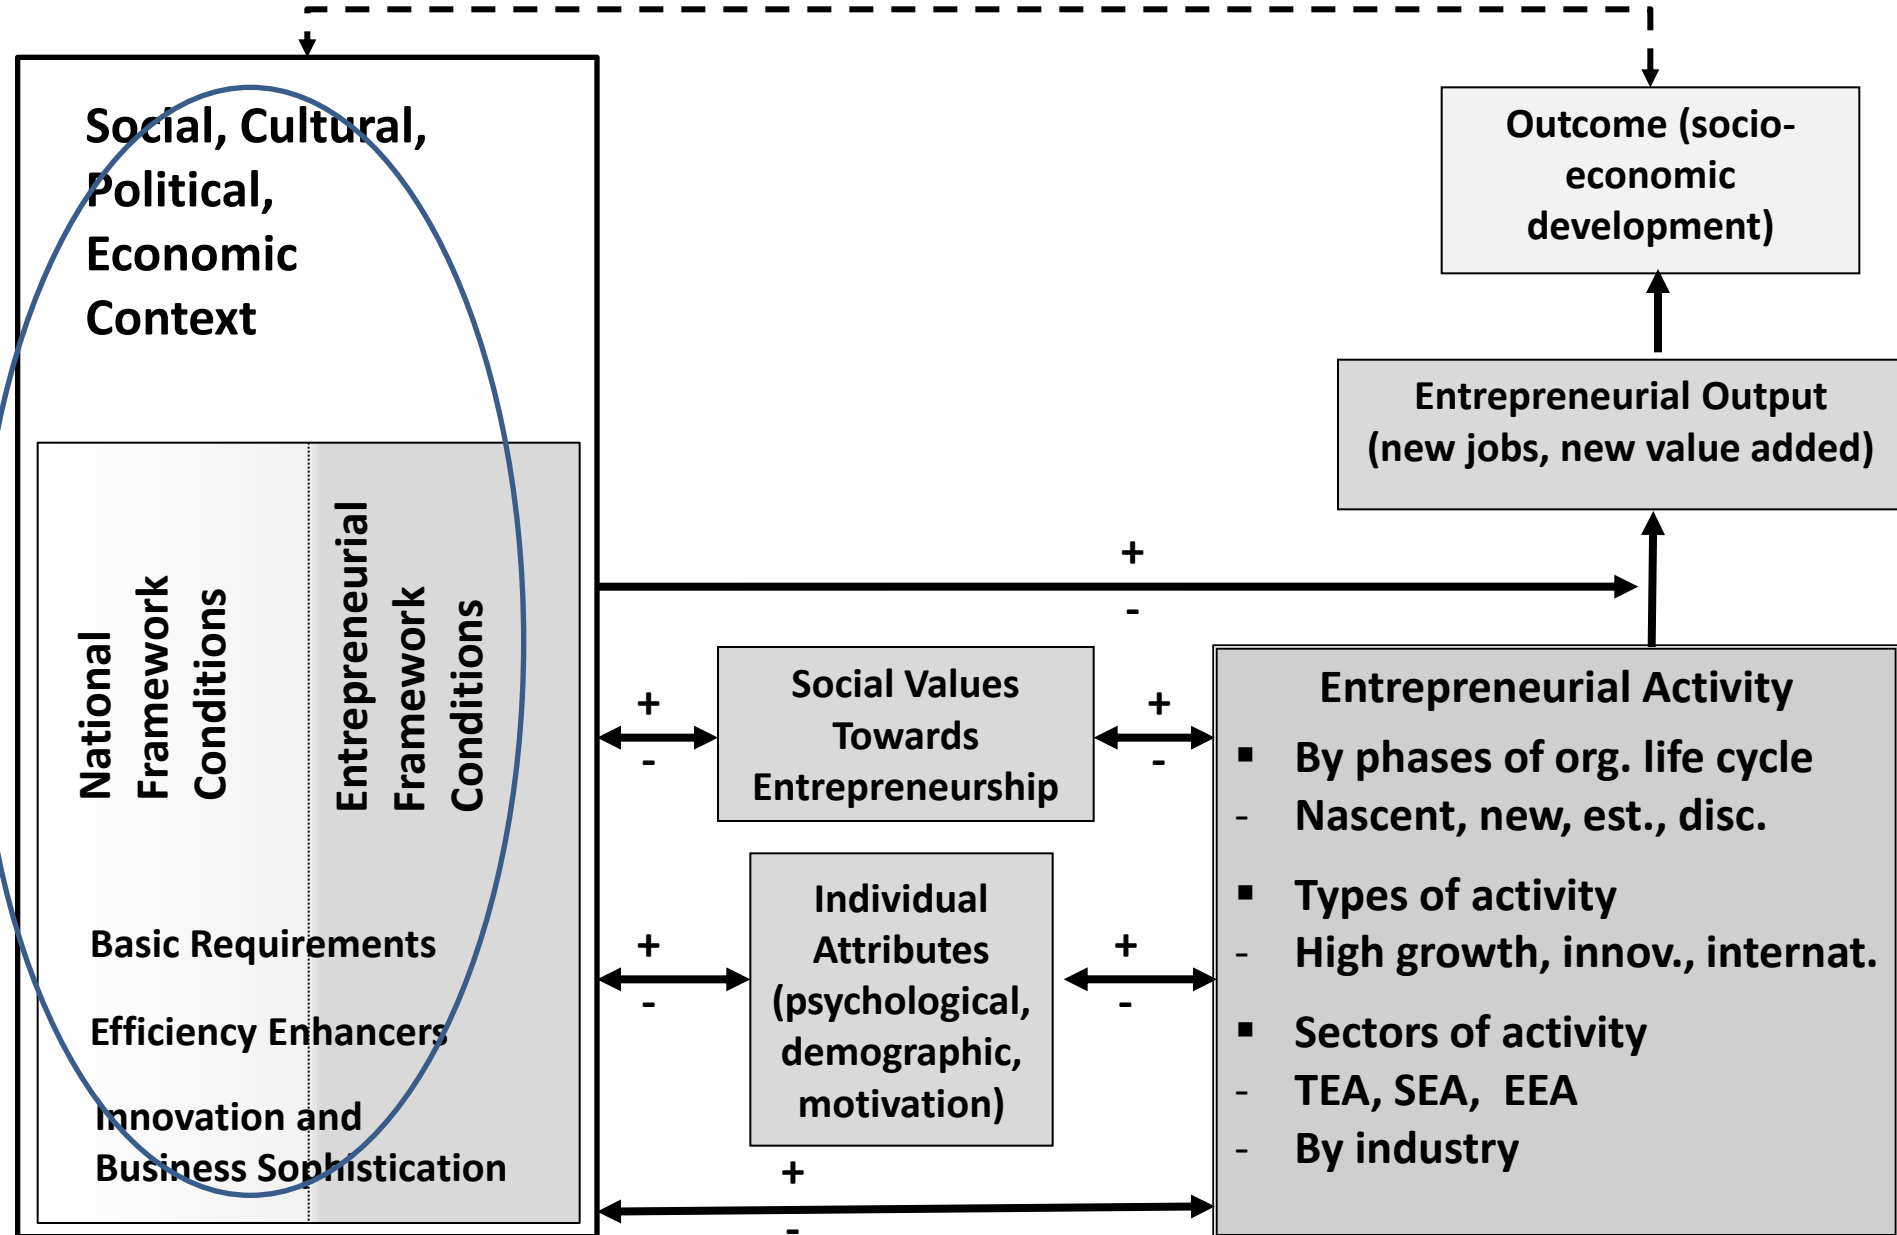 Social, Cultural,
Political,
Economic
Context
National
Framework
Conditions
Entrepreneurial
Framework
Conditions
Basic Requirements
Efficiency Enhancers
Innovation and
Business Sophistication
+
-
+
-
Social Values
Towards
Entrepreneurship
+
-
+
-
Individual
Attributes
(psychological,
demographic,
motivation)
+
-
+
-
Outcome (socio-
economic
development)
Entrepreneurial Output
(new jobs, new value added)
Entrepreneurial Activity
▪ By phases of org. life cycle
- Nascent, new, est., disc.
▪ Types of activity
- High growth, innov., internat.
▪ Sectors of activity
- TEA, SEA, EEA
- By industry